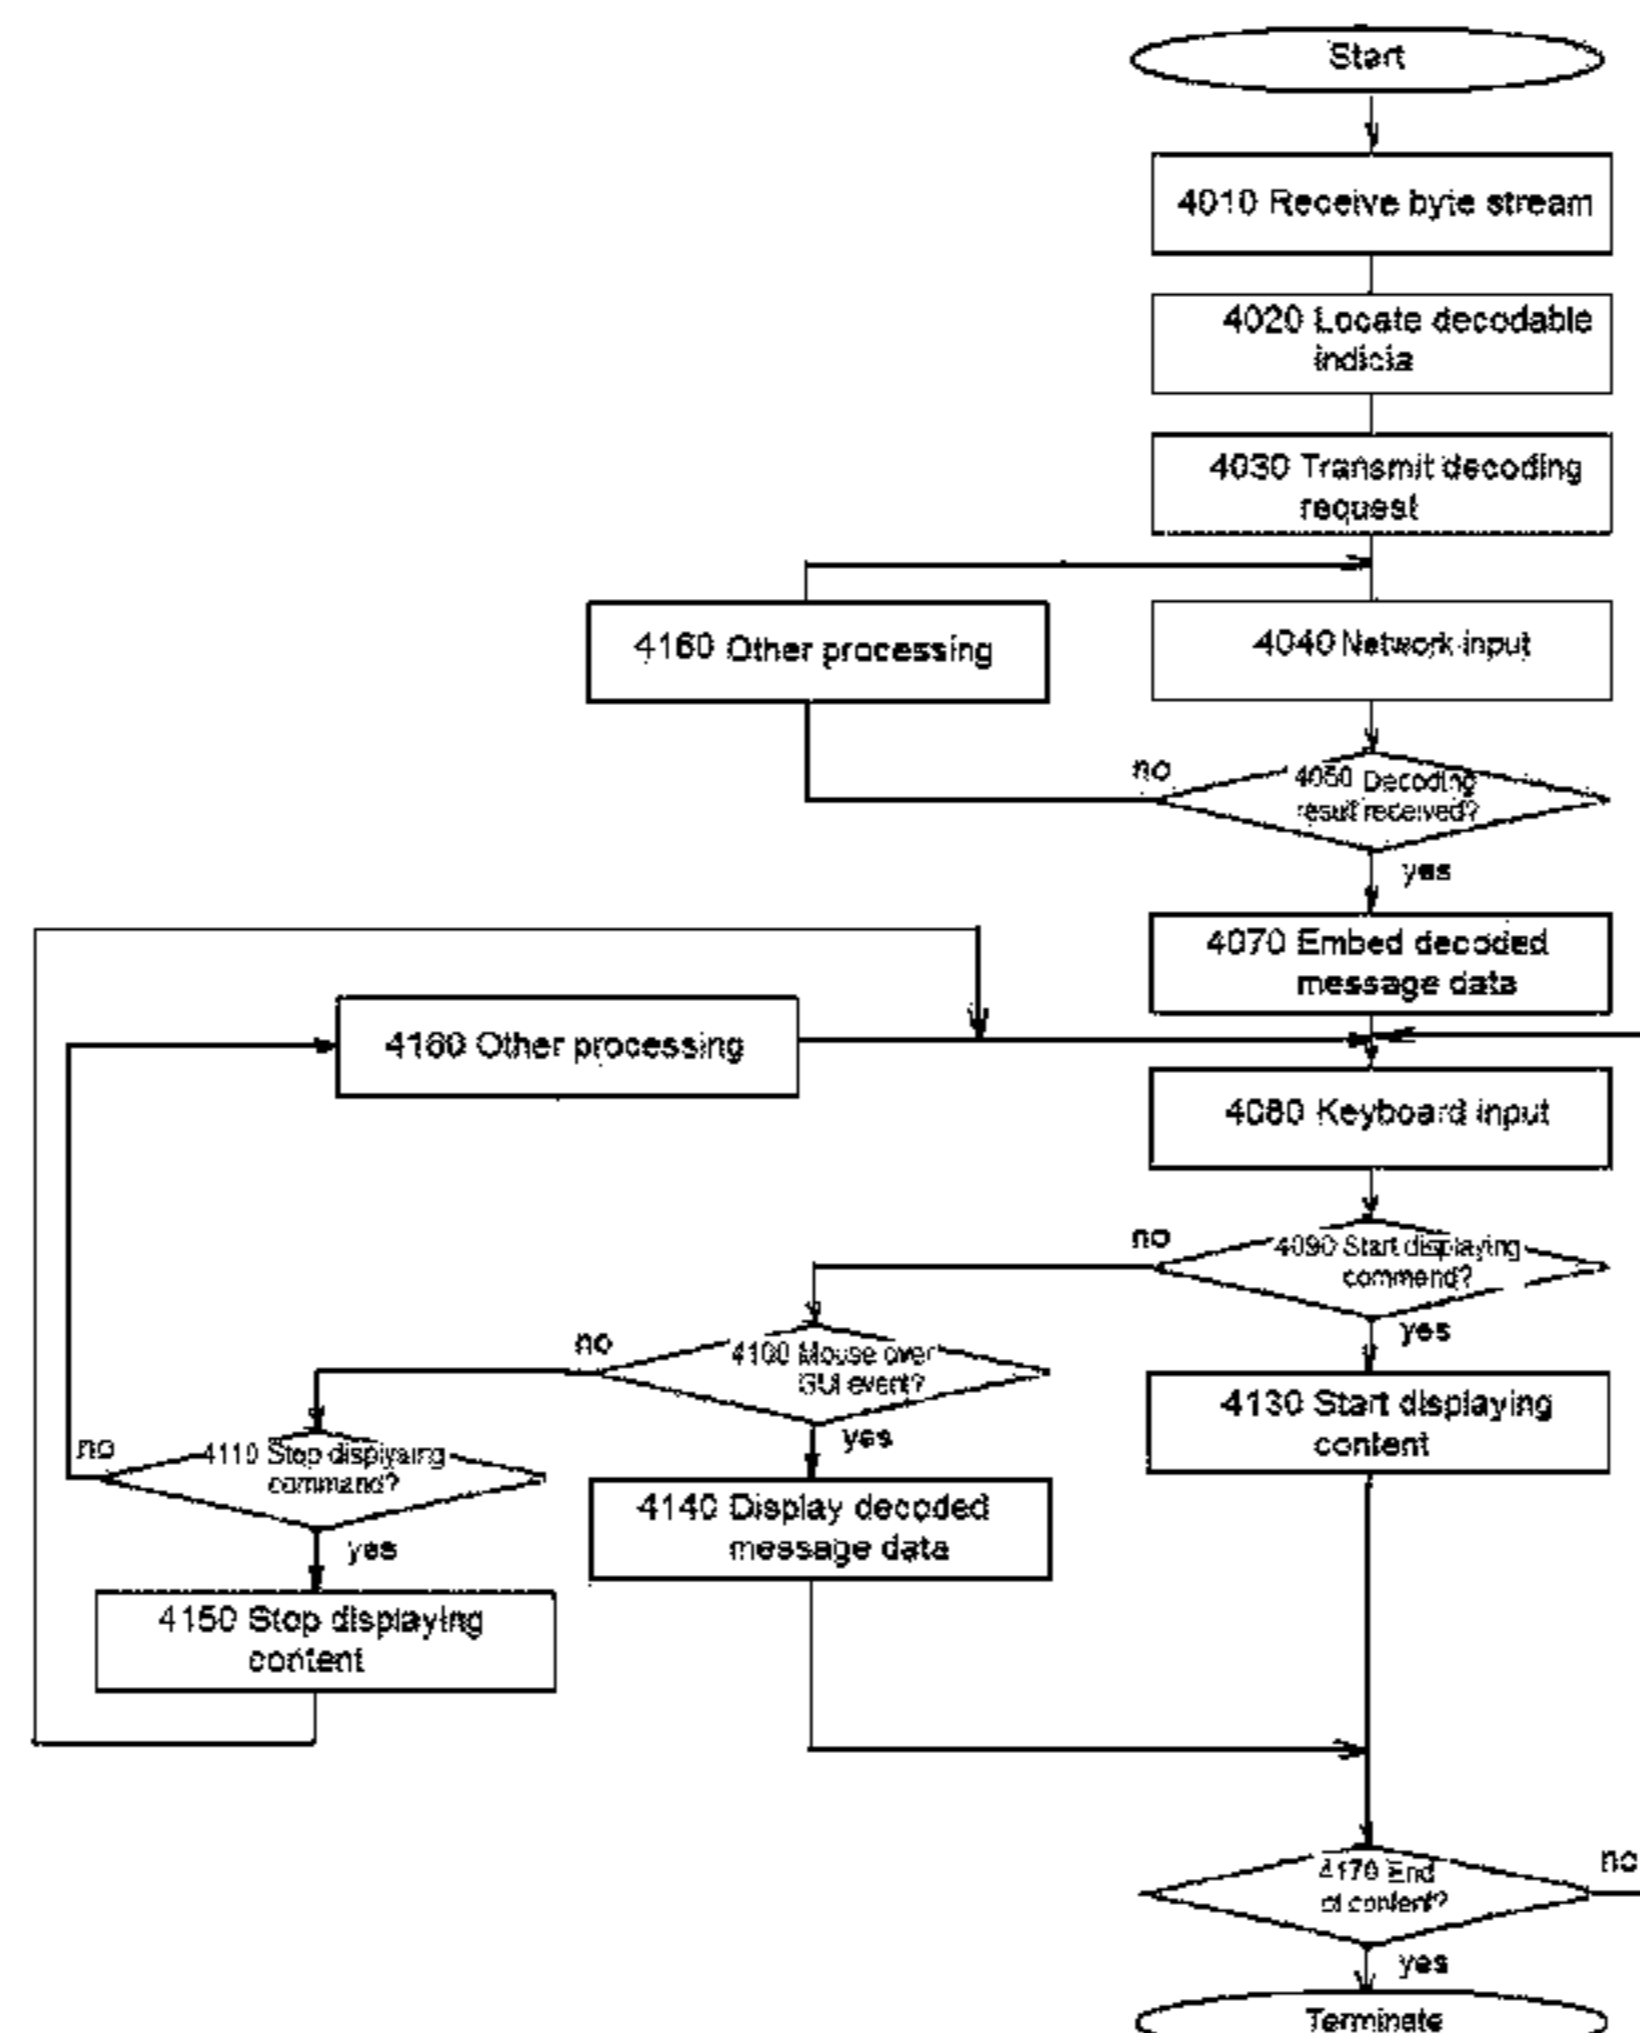 Start
4010 Receive byte stream
4020 Locate decodable
indicia
4030 Transmit decoding
request
4160 Other processing
4040 Network input
no
4050 Decoding
result received?
yes
4070 Embed decoded
message data
4160 Other processing
4080 Keyboard input
no
4090 Start displaying
command?
yes
no
4100 Mouse over
GUI event?
4130 Start displaying
content
no
4110 Stop
command?
yes
4140 Display decoded
message data
yes
4150 Stop displaying
content
4170 End
of content?
no
yes
Terminate